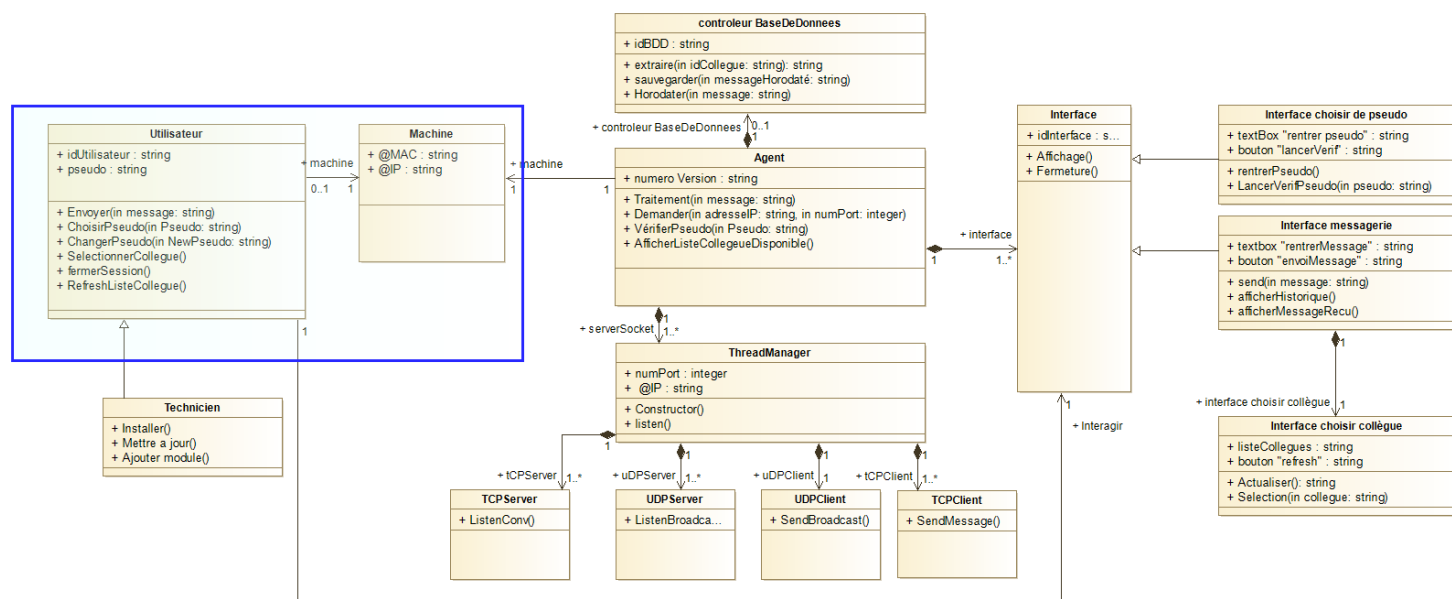 controleur BaseDeDonnees
+ idBDD : string
+ extraire(in idCollegue: string): string
+ sauvegarder(in messageHorodaté: string)
+ Horodater(in message: string)
+ controleur BaseDeDonnees
0..1
1
Utilisateur
+ idUtilisateur : string
+ pseudo : string
+ Envoyer(in message: string)
+ ChoisirPseudo(in Pseudo: string)
+ ChangerPseudo(in NewPseudo: string)
+ SelectionnerCollegue()
+ fermerSession()
+ RefreshListeCollegue()
+ machine
0..1
1
Machine
+ @MAC : string
+ @IP : string
+ machine
1
1
Agent
+ numero Version : string
+ Traitement(in message: string)
+ Demander(in adresseIP: string, in numPort: integer)
+ VérifierPseudo(in Pseudo: string)
+ AfficherListeCollegeueDisponible()
+ interface
1
1..*
Interface
+ idInterface : s...
+ Affichage()
+ Fermeture()
Interface choisir de pseudo
+ textBox "rentrer pseudo" : string
+ bouton "lancerVerif" : string
+ rentrerPseudo()
+ LancerVerifPseudo(in pseudo: string)
Interface messagerie
+ textbox "rentrerMessage" : string
+ bouton "envoiMessage" : string
+ send(in message: string)
+ afficherHistorique()
+ afficherMessageRecu()
1
+ interface choisir collègue
1
Interface choisir collègue
+ listeCollegues : string
+ bouton "refresh" : string
+ Actualiser(): string
+ Selection(in collegue: string)
1
+ serverSocket
1
1..*
ThreadManager
+ numPort : integer
+ @IP : string
+ Constructor()
+ listen()
Technicien
+ Installer()
+ Mettre a jour()
+ Ajouter module()
1
+ Interagir
1
+ tCPServer
1..*
1
+ uDPServer
1..*
1
+ uDPClient
1
1
+ tCPClient
1..*
TCPServer
+ ListenConv()
UDPServer
+ ListenBroadca...
UDPClient
+ SendBroadcast()
TCPClient
+ SendMessage()